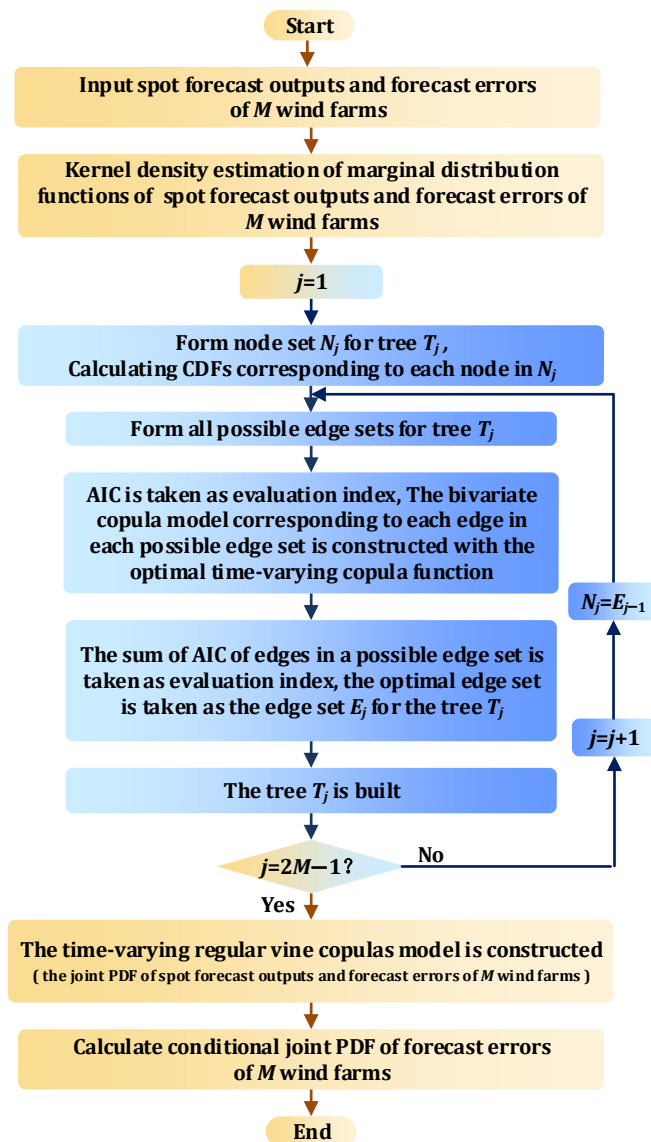 Start
Input spot forecast outputs and forecast errors
of M wind farms
Kernel density estimation of marginal distribution
functions of spot forecast outputs and forecast errors of
M wind farms
j=1
Form node set Nj for tree Tj ,
Calculating CDFs corresponding to each node in Nj
Form all possible edge sets for tree Tj
AIC is taken as evaluation index, The bivariate
copula model corresponding to each edge in
each possible edge set is constructed with the
optimal time-varying copula function
Nj=Ej−1
The sum of AIC of edges in a possible edge set is
taken as evaluation index, the optimal edge set
is taken as the edge set Ej for the tree Tj
j=j+1
The tree Tj is built
j=2M−1?
No
Yes
The time-varying regular vine copulas model is constructed
( the joint PDF of spot forecast outputs and forecast errors of M wind farms )
Calculate conditional joint PDF of forecast errors
of M wind farms
End